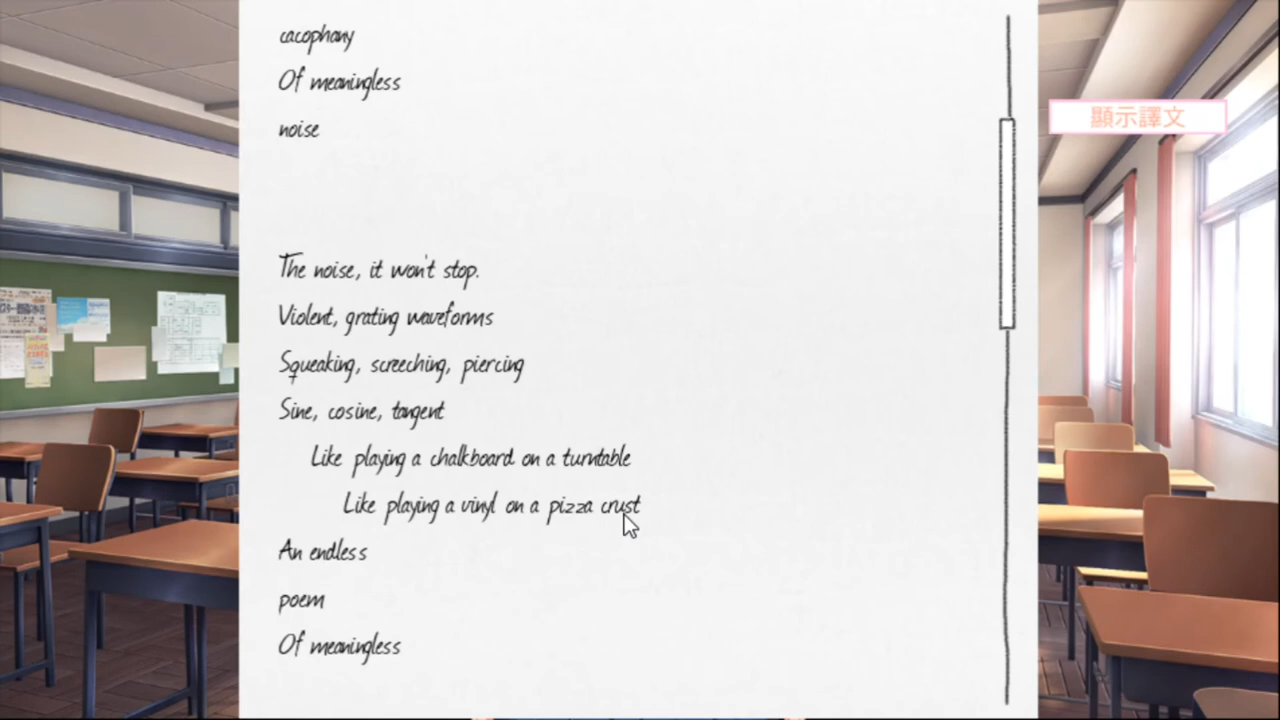 cacophany
Of meaningless
noise
The noise, it won't stop.
Violent, grating waveforms
Squeaking, screeching, piercing
Sine, cosine, tangent
Like playing a chalkboard on a turntable
Like playing a vinyl on a pizza crust
An endless
poem
Of meaningless
顯示譯文